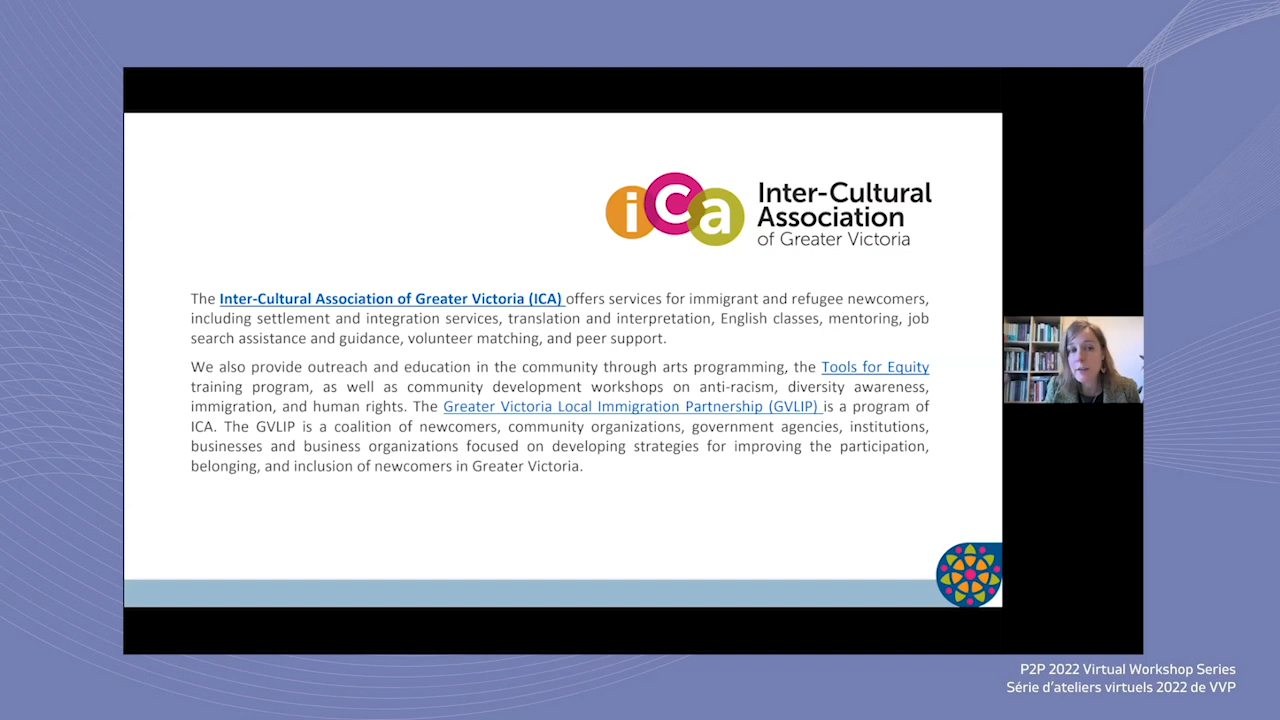 ica
Inter-Cultural
Association
of Greater Victoria
The Inter-Cultural Association of Greater Victoria (ICA) offers services for immigrant and refugee newcomers,
including settlement and integration services, translation and interpretation, English classes, mentoring, job
search assistance and guidance, volunteer matching, and peer support.
We also provide outreach and education in the community through arts programming, the Tools for Equity
training program, as well as community development workshops on anti-racism, diversity awareness,
immigration, and human rights. The Greater Victoria Local Immigration Partnership (GVLIP) is a program of
ICA. The GVLIP is a coalition of newcomers, community organizations, government agencies, institutions,
businesses and business organizations focused on developing strategies for improving the participation,
belonging, and inclusion of newcomers in Greater Victoria.
P2P 2022 Virtual Workshop Series
Série d'ateliers virtuels 2022 de VVP